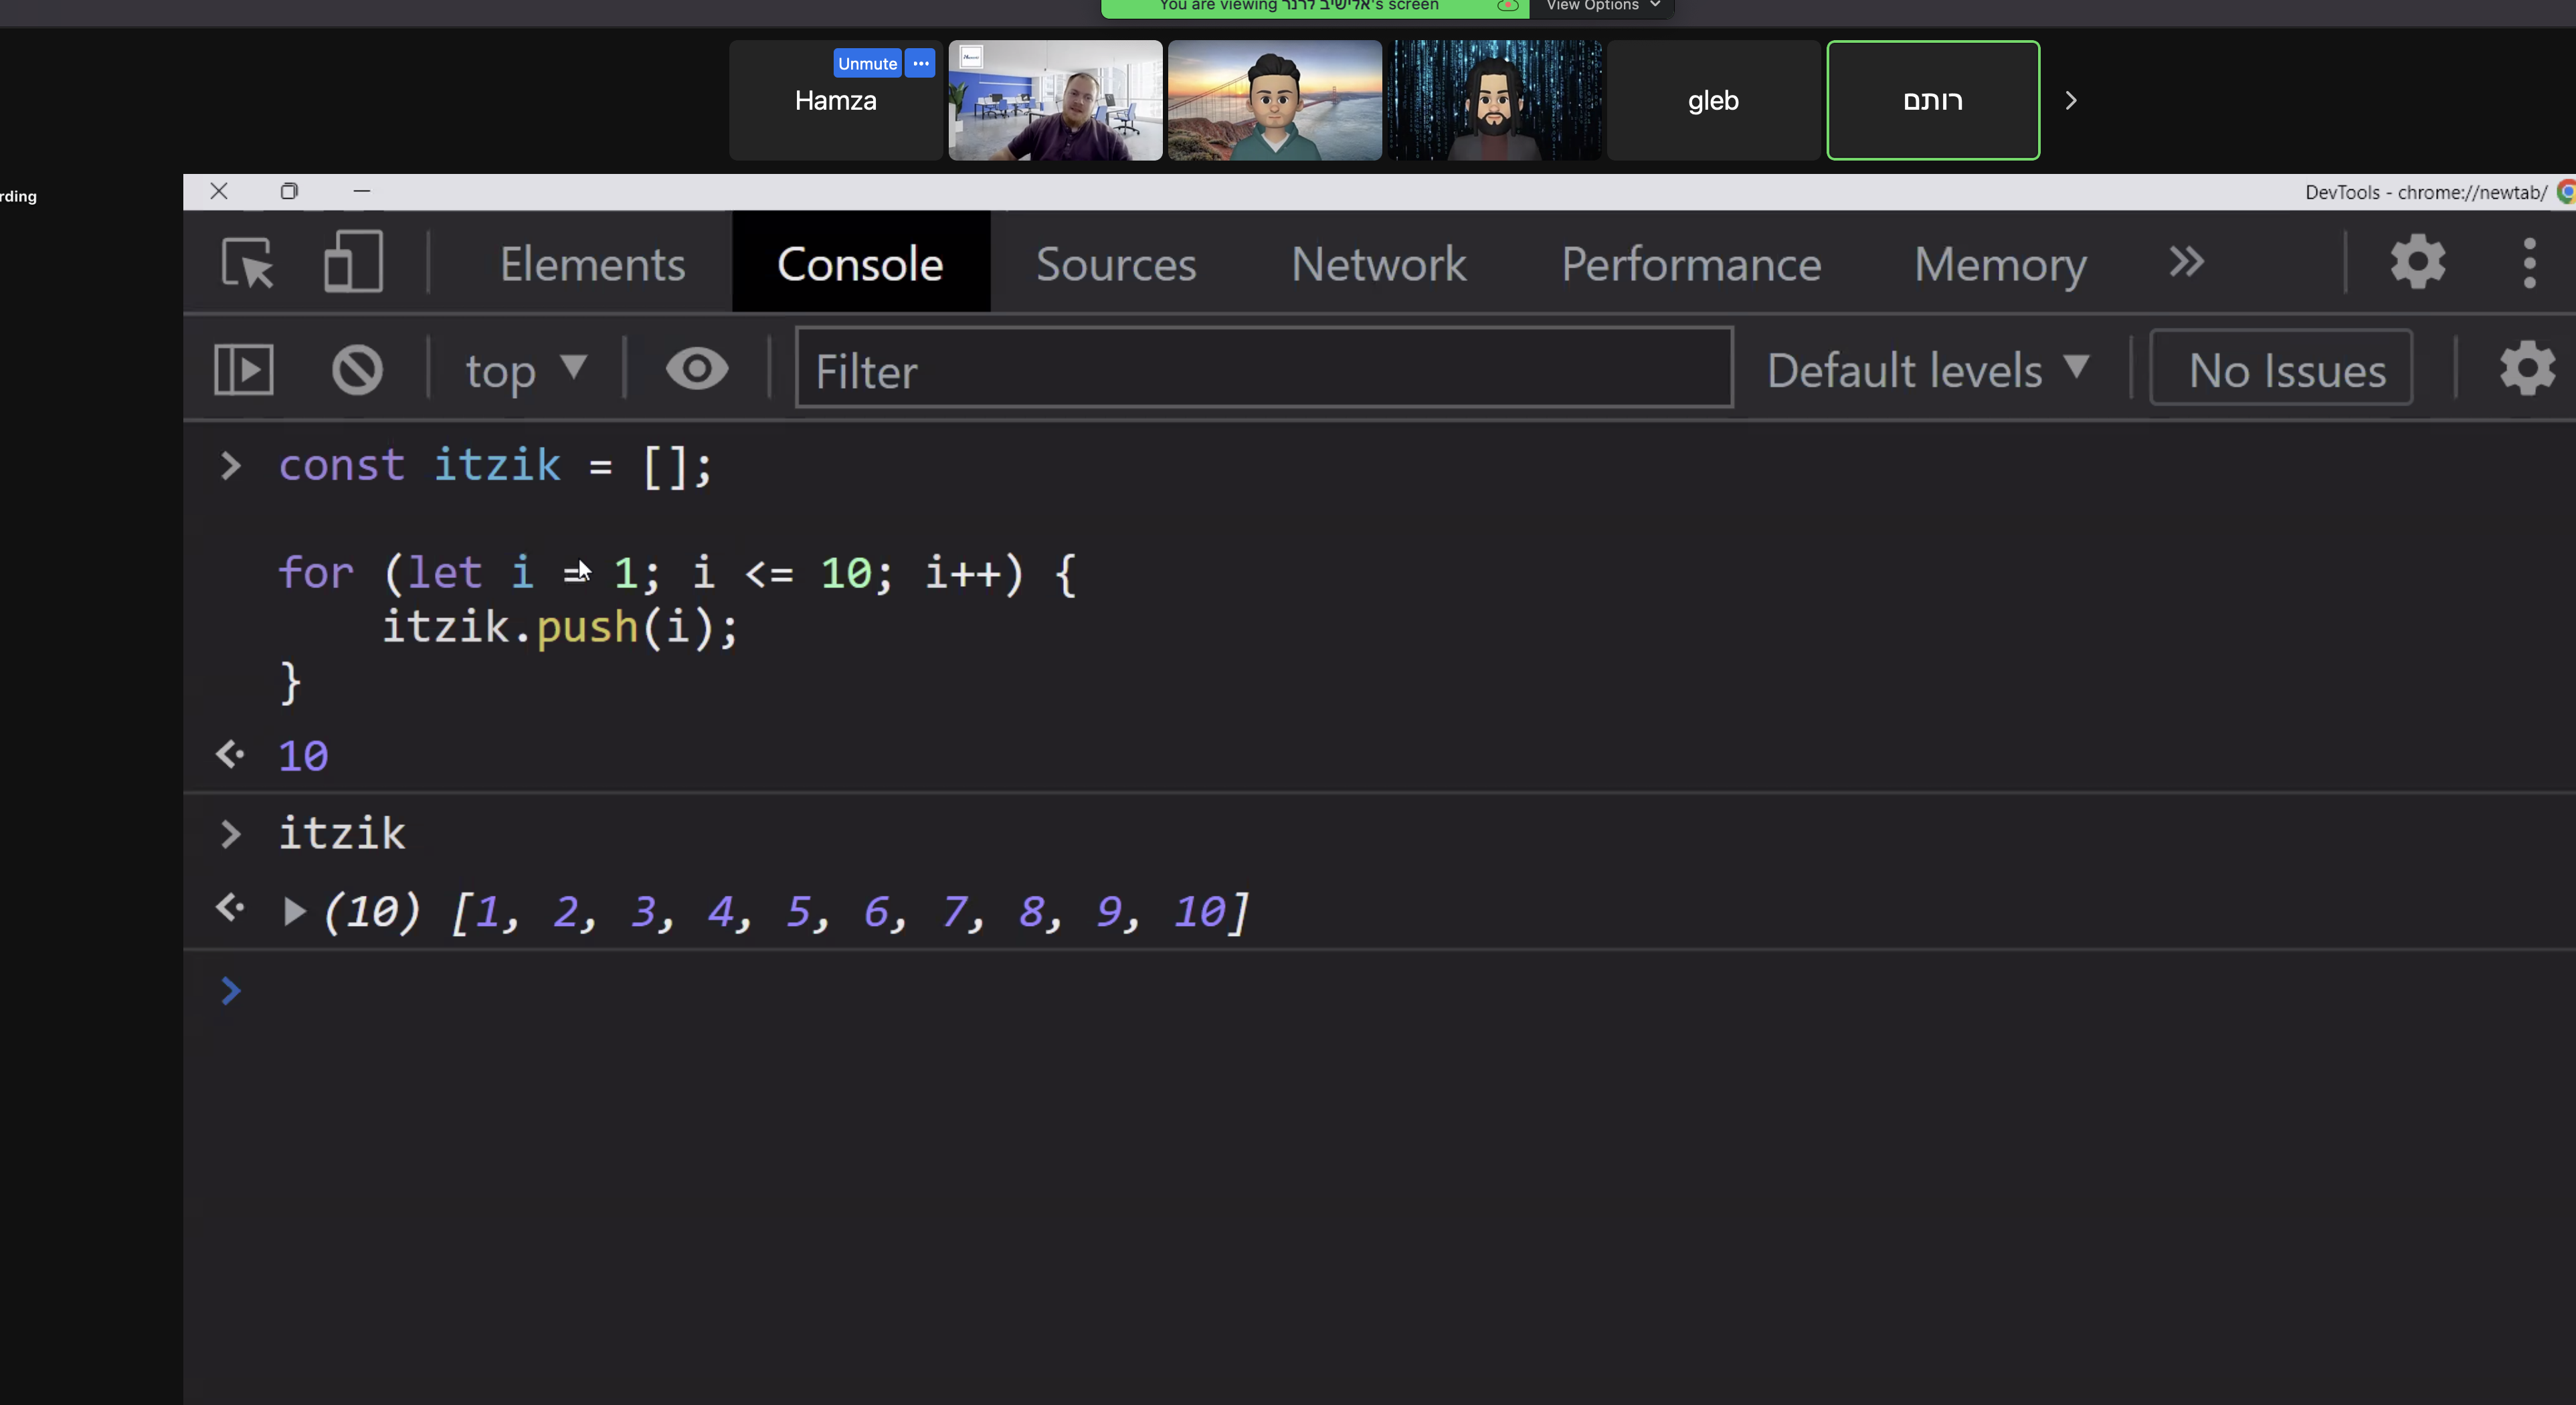 You are viewing אלישיב לרנר's screen
View Options
Unmute
Hamza
gleb
רותם
rding
DevTools - chrome://newtab/
Elements Console Sources Network Performance Memory
top Filter Default levels No Issues
> const itzik = [];
for (let i = 1; i <= 10; i++) {
itzik.push(i);
}
10
> itzik
(10) [1, 2, 3, 4, 5, 6, 7, 8, 9, 10]
>